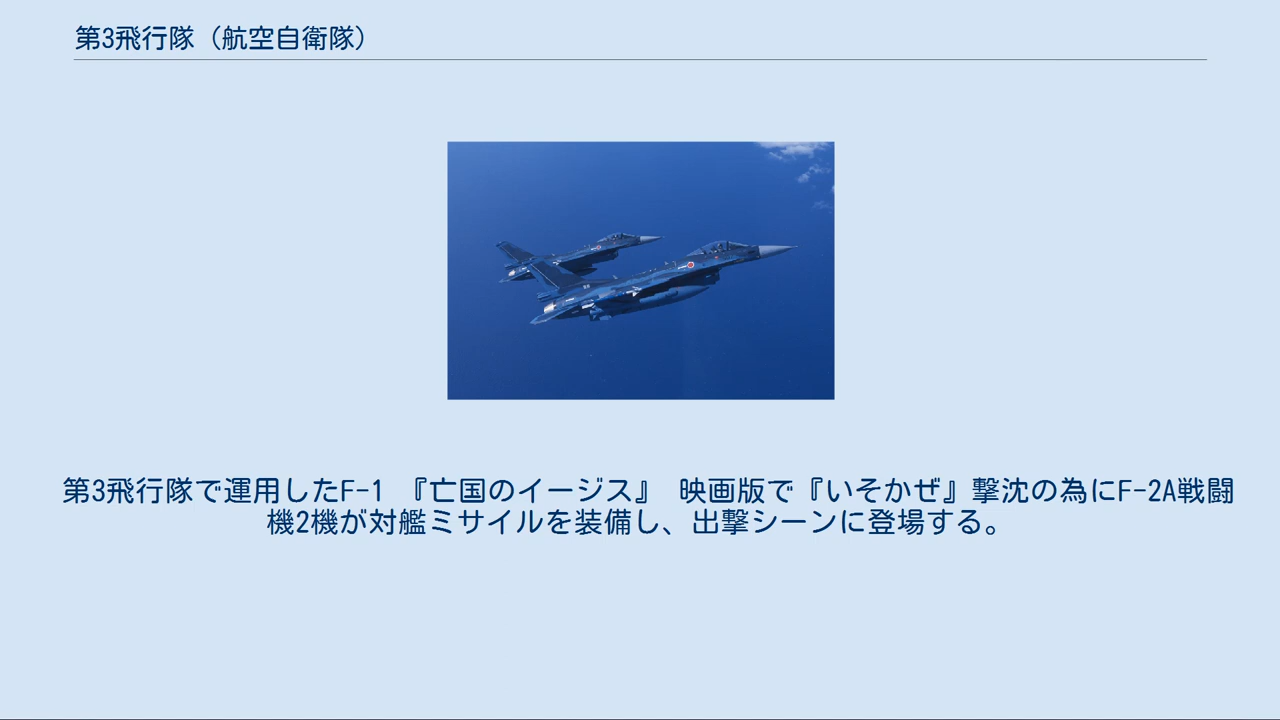 第3飛行隊（航空自衛隊）
第3飛行隊で運用したF-1 『亡国のイージス』 映画版で『いそかぜ』撃沈の為にF-2A戦闘
機2機が対艦ミサイルを装備し、出撃シーンに登場する。